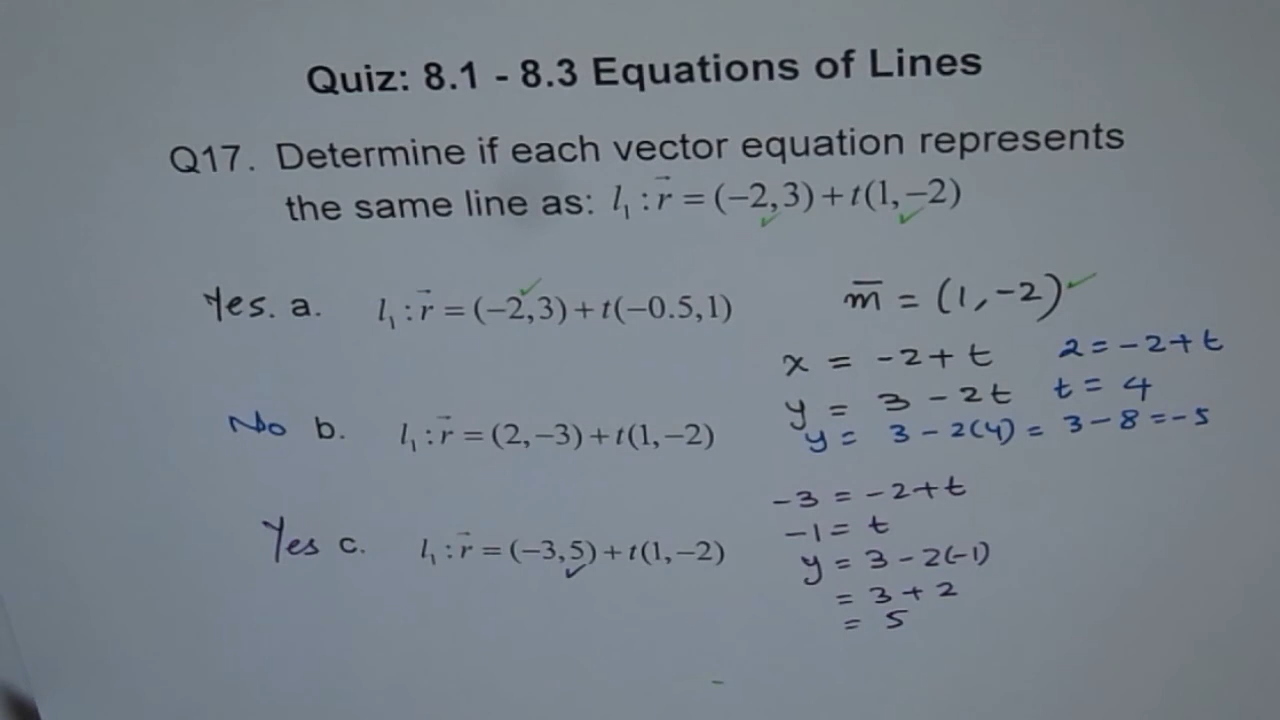 Quiz: 8.1 - 8.3 Equations of Lines
Q17. Determine if each vector equation represents
the same line as: l₁ : r⃗ = (−2,3) + t(1,−2)
Yes. a. l₁ : r⃗ = (−2,3) + t(−0.5,1)
m̅ = (1, −2)
x = −2 + t
2 = −2 + t
y = 3 − 2t
t = 4
No b. l₁ : r⃗ = (2,−3) + t(1,−2)
y = 3 − 2(4) = 3 − 8 = −5
Yes c. l₁ : r⃗ = (−3,5) + t(1,−2)
−3 = −2 + t
−1 = t
y = 3 − 2(−1)
= 3 + 2
= 5